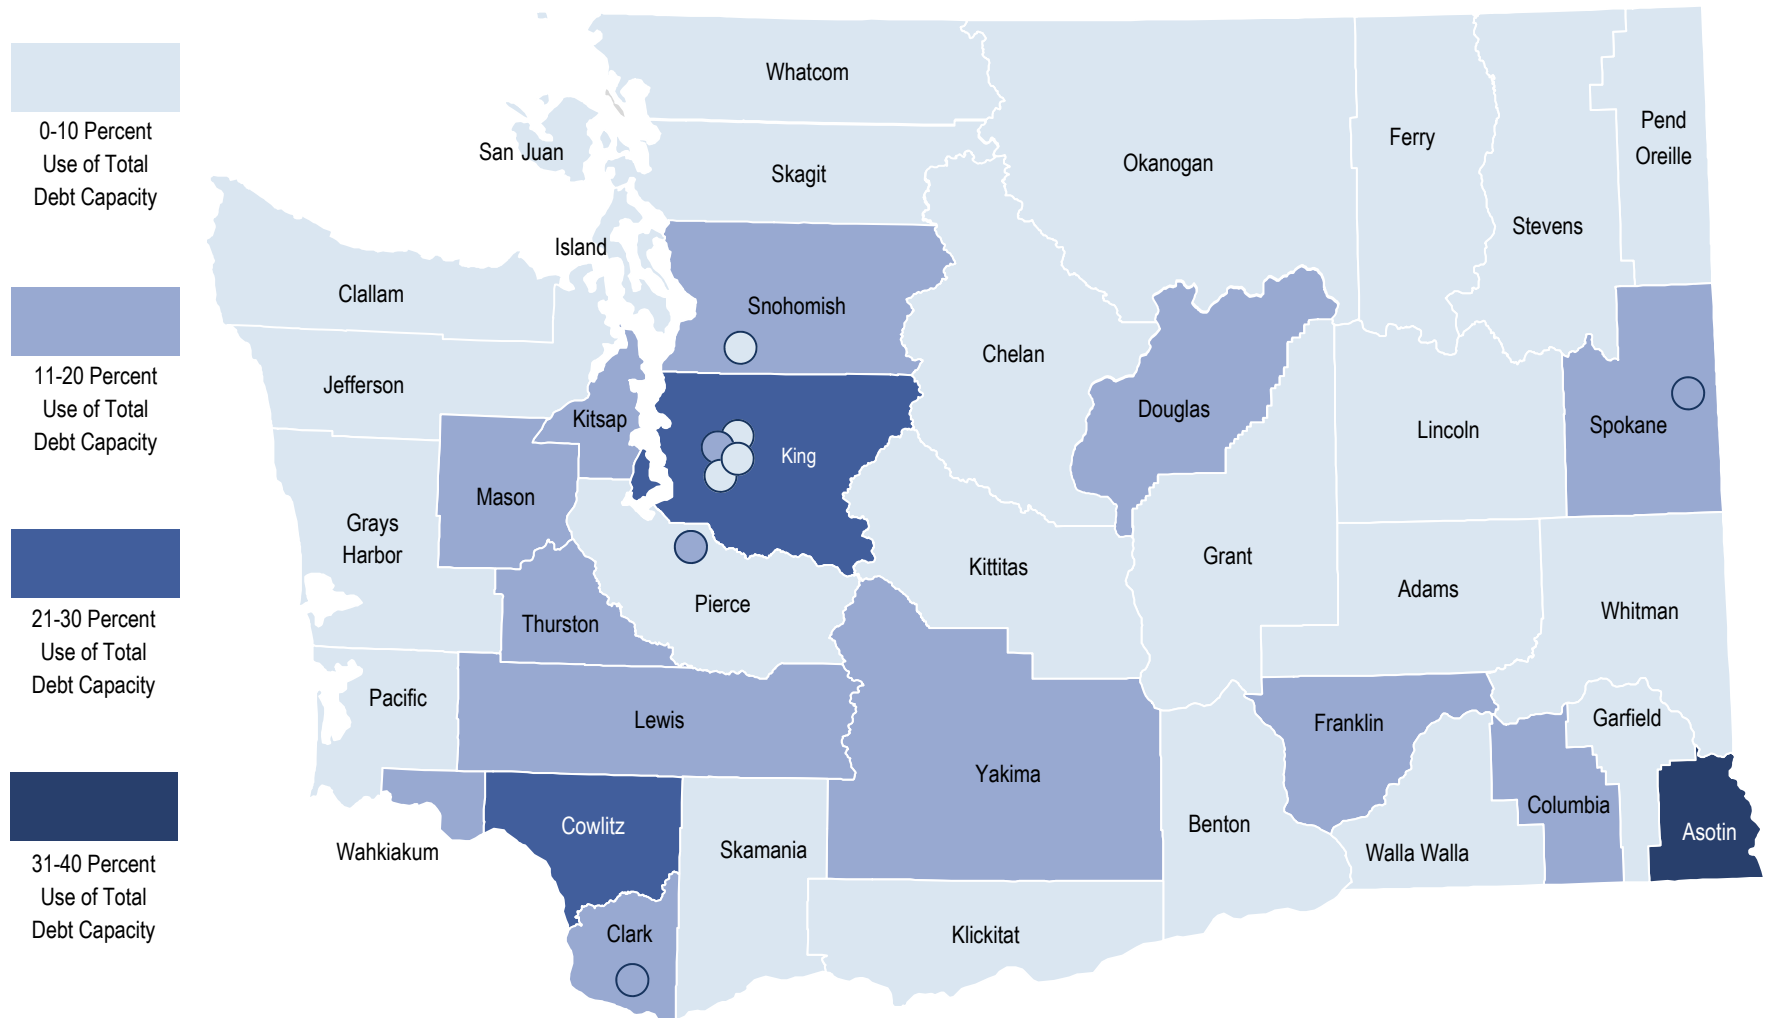 0-10 Percent
Use of Total
Debt Capacity
11-20 Percent
Use of Total
Debt Capacity
21-30 Percent
Use of Total
Debt Capacity
31-40 Percent
Use of Total
Debt Capacity
Whatcom
San Juan
Skagit
Okanogan
Ferry
Pend
Oreille
Stevens
Island
Clallam
Snohomish
Chelan
Jefferson
Kitsap
Douglas
Lincoln
Spokane
King
Mason
Grays
Harbor
Kittitas
Grant
Adams
Whitman
Pierce
Thurston
Pacific
Lewis
Franklin
Garfield
Yakima
Columbia
Asotin
Benton
Cowlitz
Wahkiakum
Skamania
Walla Walla
Clark
Klickitat